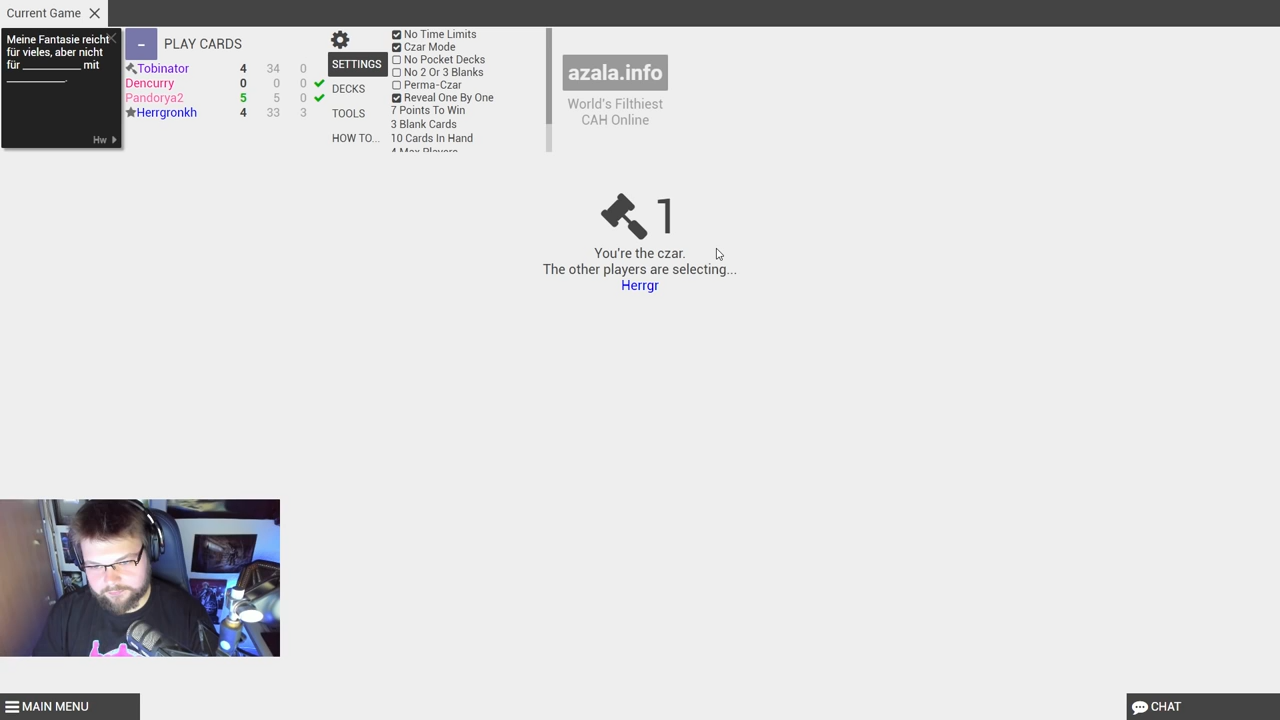 Current Game
Meine Fantasie reicht
für vieles, aber nicht
für __________ mit
__________.
Hw
PLAY CARDS
Tobinator 4 34 0
Dencurry 0 0 0
Pandorya2 5 5 0
Herrgronkh 4 33 3
SETTINGS
DECKS
TOOLS
HOW TO...
No Time Limits
Czar Mode
No Pocket Decks
No 2 Or 3 Blanks
Perma-Czar
Reveal One By One
7 Points To Win
3 Blank Cards
10 Cards In Hand
4 Max Players
azala.info
World's Filthiest
CAH Online
1
You're the czar.
The other players are selecting...
Herrgr
MAIN MENU
CHAT